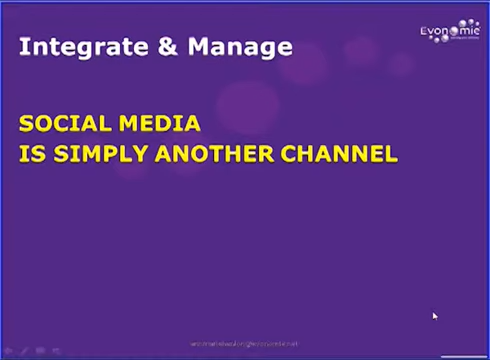 Integrate & Manage
Evonomie
SOCIAL MEDIA
IS SIMPLY ANOTHER CHANNEL